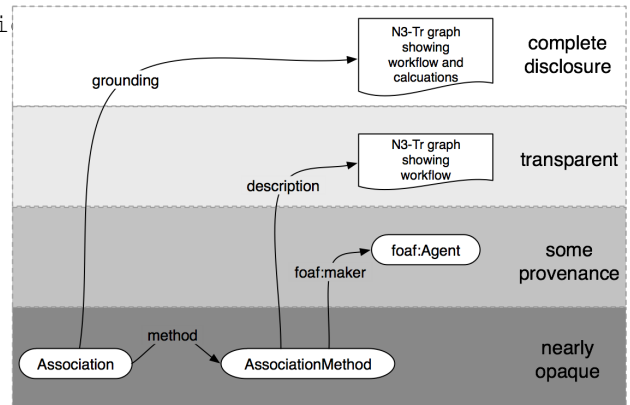 N3-Tr graph
showing
workflow and
calcuations
complete
disclosure
grounding
N3-Tr graph
showing
workflow
transparent
description
foaf:Agent
some
provenance
foaf:maker
method
Association
AssociationMethod
nearly
opaque